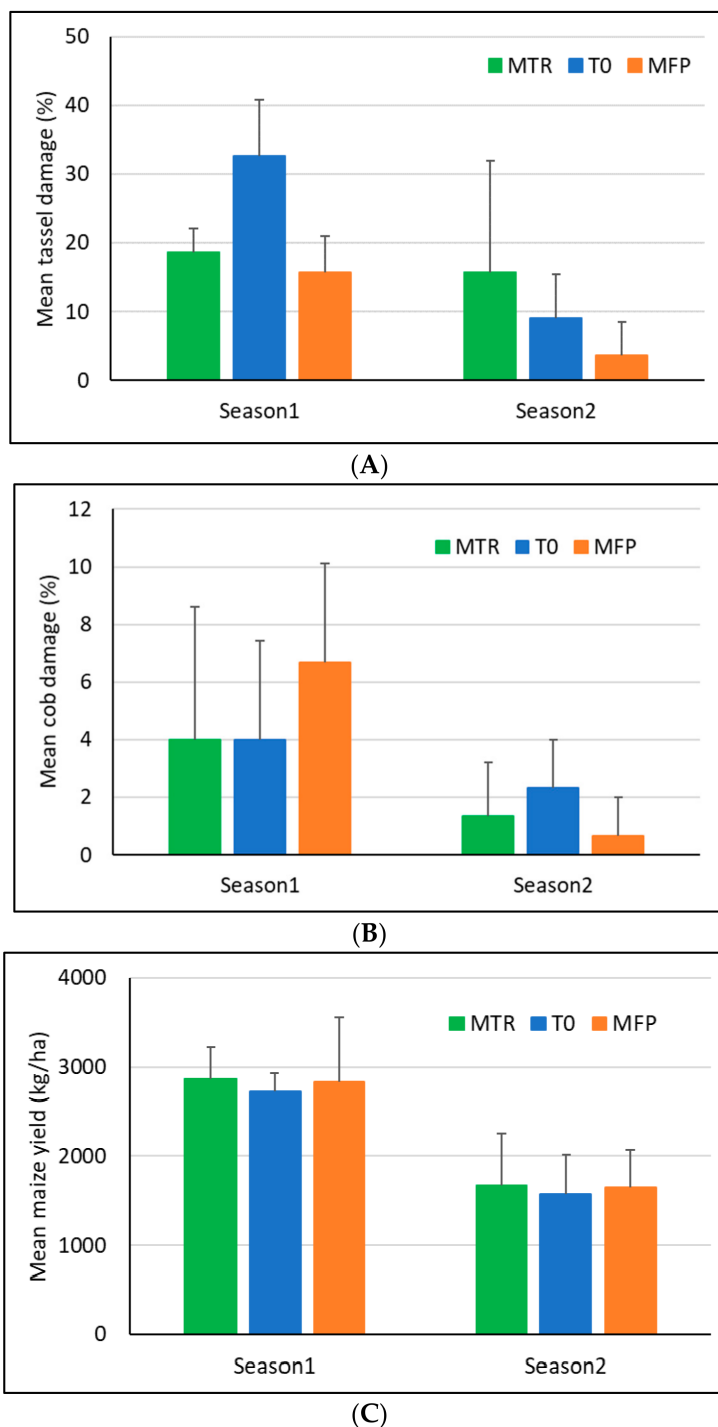 50
40
30
20
10
0
Mean tassel damage (%)
MTR T0 MFP
Season1 Season2
(A)
12
10
8
6
4
2
0
Mean cob damage (%)
MTR T0 MFP
Season1 Season2
(B)
4000
3000
2000
1000
0
Mean maize yield (kg/ha)
MTR T0 MFP
Season1 Season2
(C)